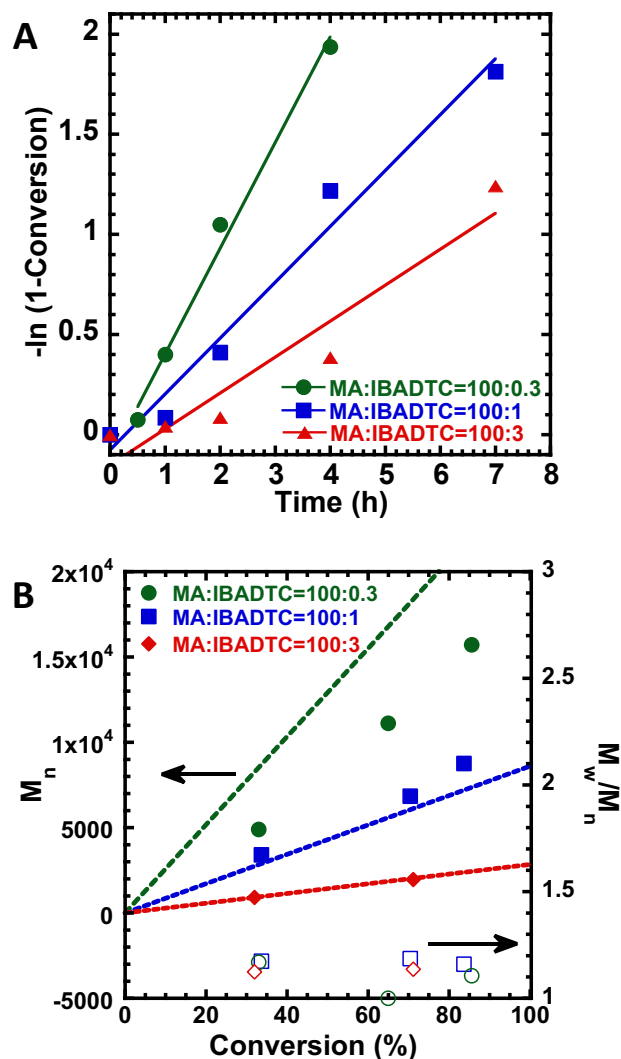 A
2
1.5
1
0.5
0
-ln (1-Conversion)
MA:IBADTC=100:0.3
MA:IBADTC=100:1
MA:IBADTC=100:3
0 1 2 3 4 5 6 7 8
Time (h)
B
2x10⁴
1.5x10⁴
1x10⁴
5000
0
-5000
Mₙ
MA:IBADTC=100:0.3
MA:IBADTC=100:1
MA:IBADTC=100:3
3
2.5
2
1.5
1
M_w/Mₙ
0 20 40 60 80 100
Conversion (%)